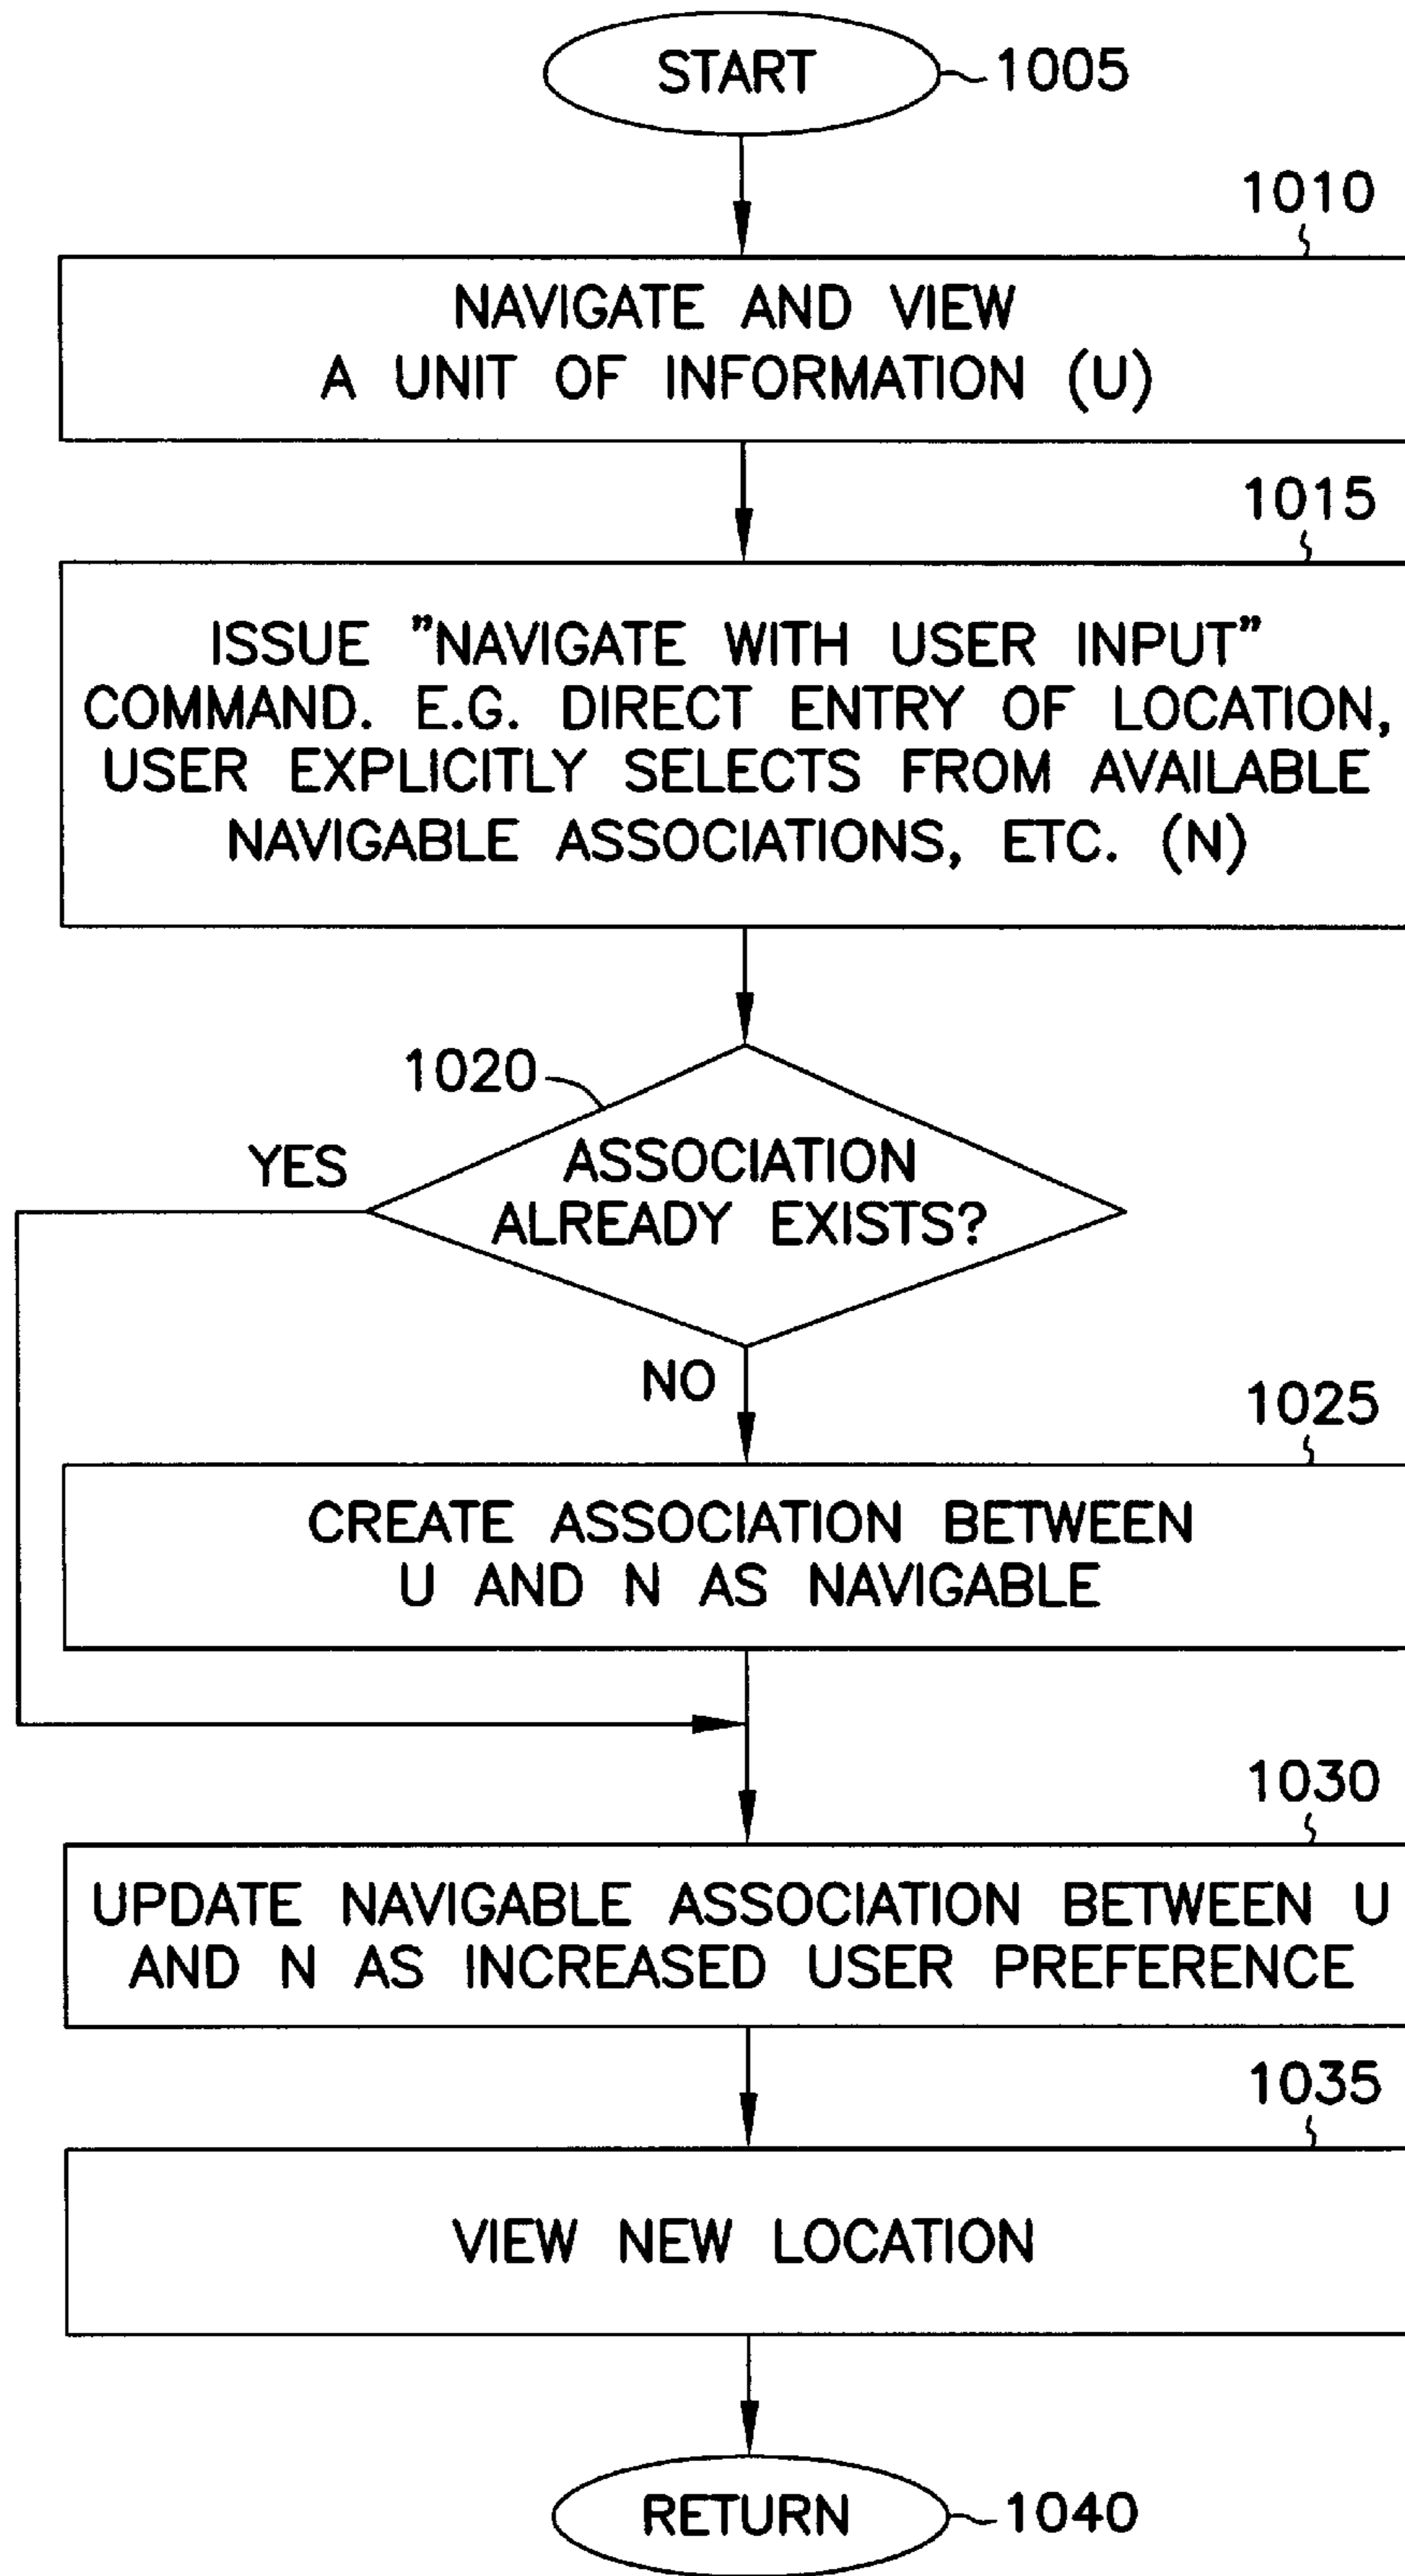 START
1005
1010
NAVIGATE AND VIEW
A UNIT OF INFORMATION (U)
1015
ISSUE "NAVIGATE WITH USER INPUT"
COMMAND. E.G. DIRECT ENTRY OF LOCATION,
USER EXPLICITLY SELECTS FROM AVAILABLE
NAVIGABLE ASSOCIATIONS, ETC. (N)
1020
YES
ASSOCIATION
ALREADY EXISTS?
NO
1025
CREATE ASSOCIATION BETWEEN
U AND N AS NAVIGABLE
1030
UPDATE NAVIGABLE ASSOCIATION BETWEEN U
AND N AS INCREASED USER PREFERENCE
1035
VIEW NEW LOCATION
RETURN
1040